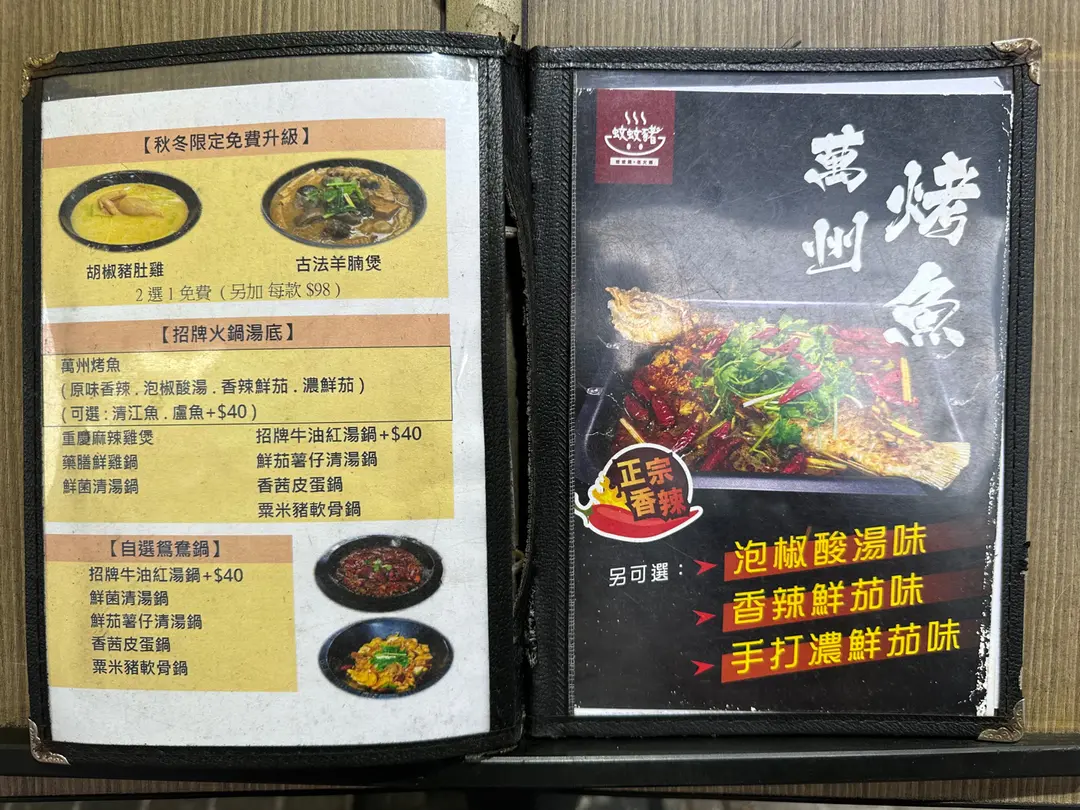 【秋冬限定免費升級】
胡椒豬肚雞
古法羊腩煲
2 選 1 免費 ( 另加 每款 $98 )
【招牌火鍋湯底】
萬州烤魚
( 原味香辣 . 泡椒酸湯 . 香辣鮮茄 . 濃鮮茄 )
( 可選 : 清江魚 . 盧魚+$40 )
重慶麻辣雞煲
藥膳鮮雞鍋
鮮菌清湯鍋
招牌牛油紅湯鍋+$40
鮮茄薯仔清湯鍋
香茜皮蛋鍋
粟米豬軟骨鍋
【自選鴛鴦鍋】
招牌牛油紅湯鍋+$40
鮮菌清湯鍋
鮮茄薯仔清湯鍋
香茜皮蛋鍋
粟米豬軟骨鍋
蚊蚊豬
萬州
烤魚
正宗
香辣
另可選：
泡椒酸湯味
香辣鮮茄味
手打濃鮮茄味